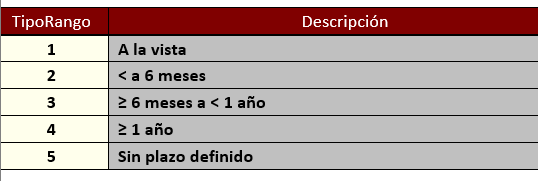 TipoRango Descripción
1 A la vista
2 < a 6 meses
3 ≥ 6 meses a < 1 año
4 ≥ 1 año
5 Sin plazo definido